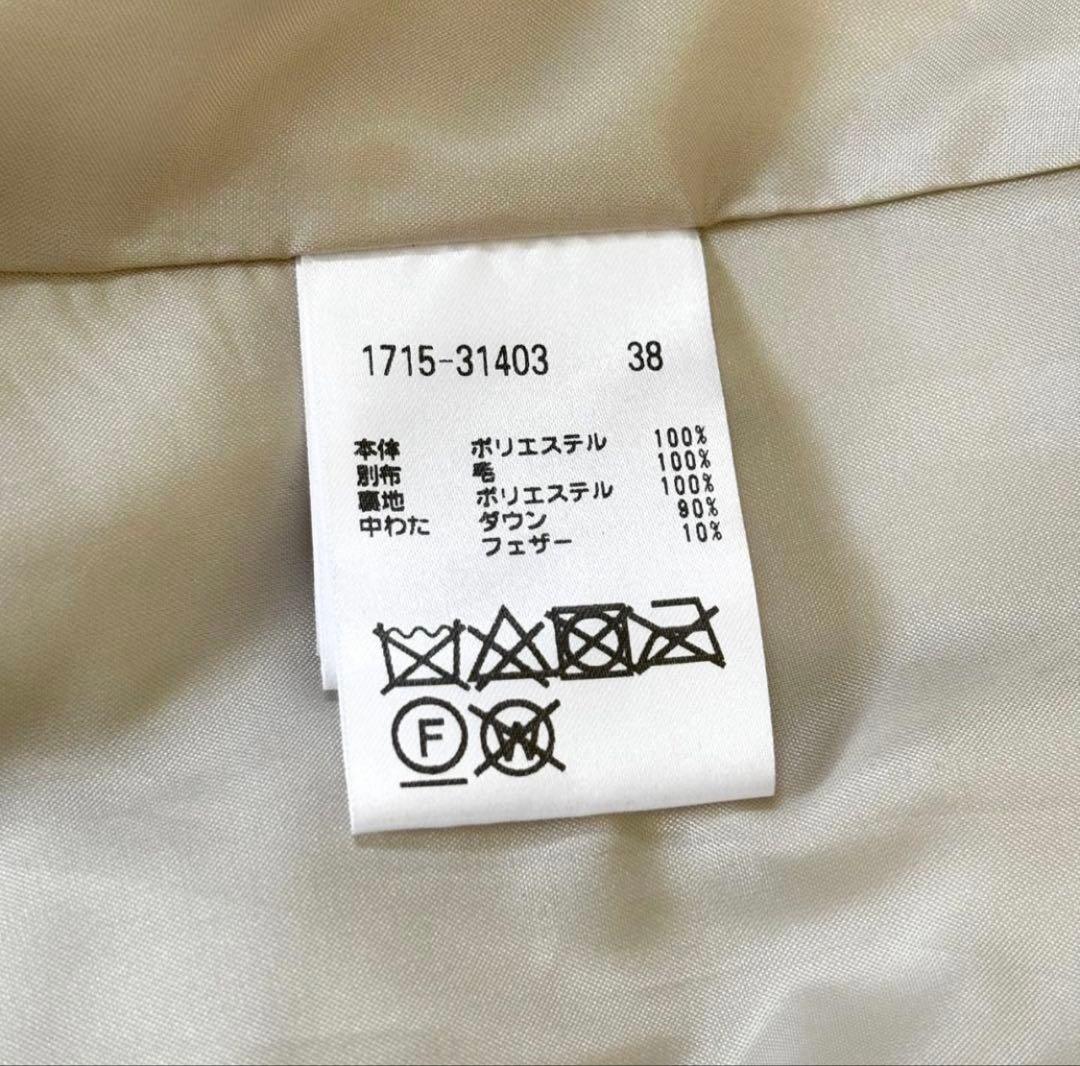 1715-31403 38
本体 ポリエステル 100%
別布 毛 100%
裏地 ポリエステル 100%
中わた ダウン 90%
フェザー 10%
F W